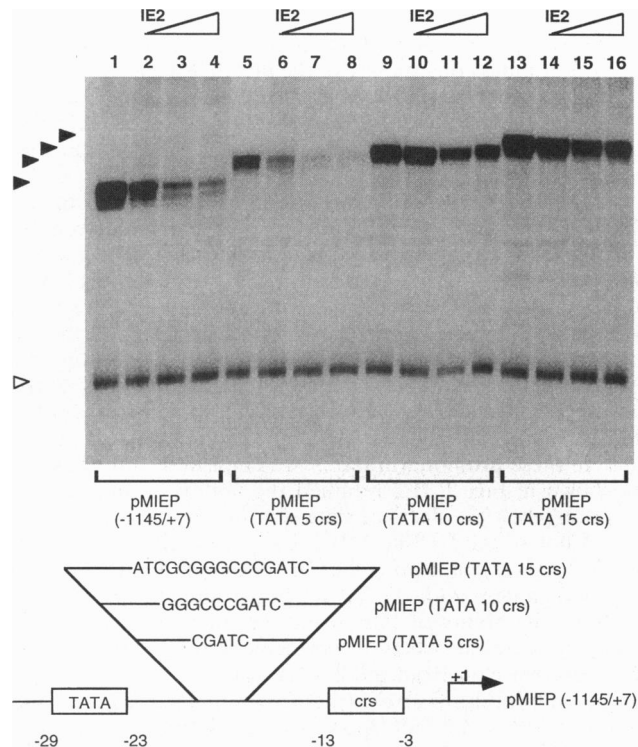 IE2 IE2 IE2 IE2
1 2 3 4 5 6 7 8 9 10 11 12 13 14 15 16
pMIEP (-1145/+7)
pMIEP (TATA 5 crs)
pMIEP (TATA 10 crs)
pMIEP (TATA 15 crs)
ATCGCGGGCCCGATC pMIEP (TATA 15 crs)
GGGCCCGATC pMIEP (TATA 10 crs)
CGATC pMIEP (TATA 5 crs)
+1
TATA crs pMIEP (-1145/+7)
-29 -23 -13 -3